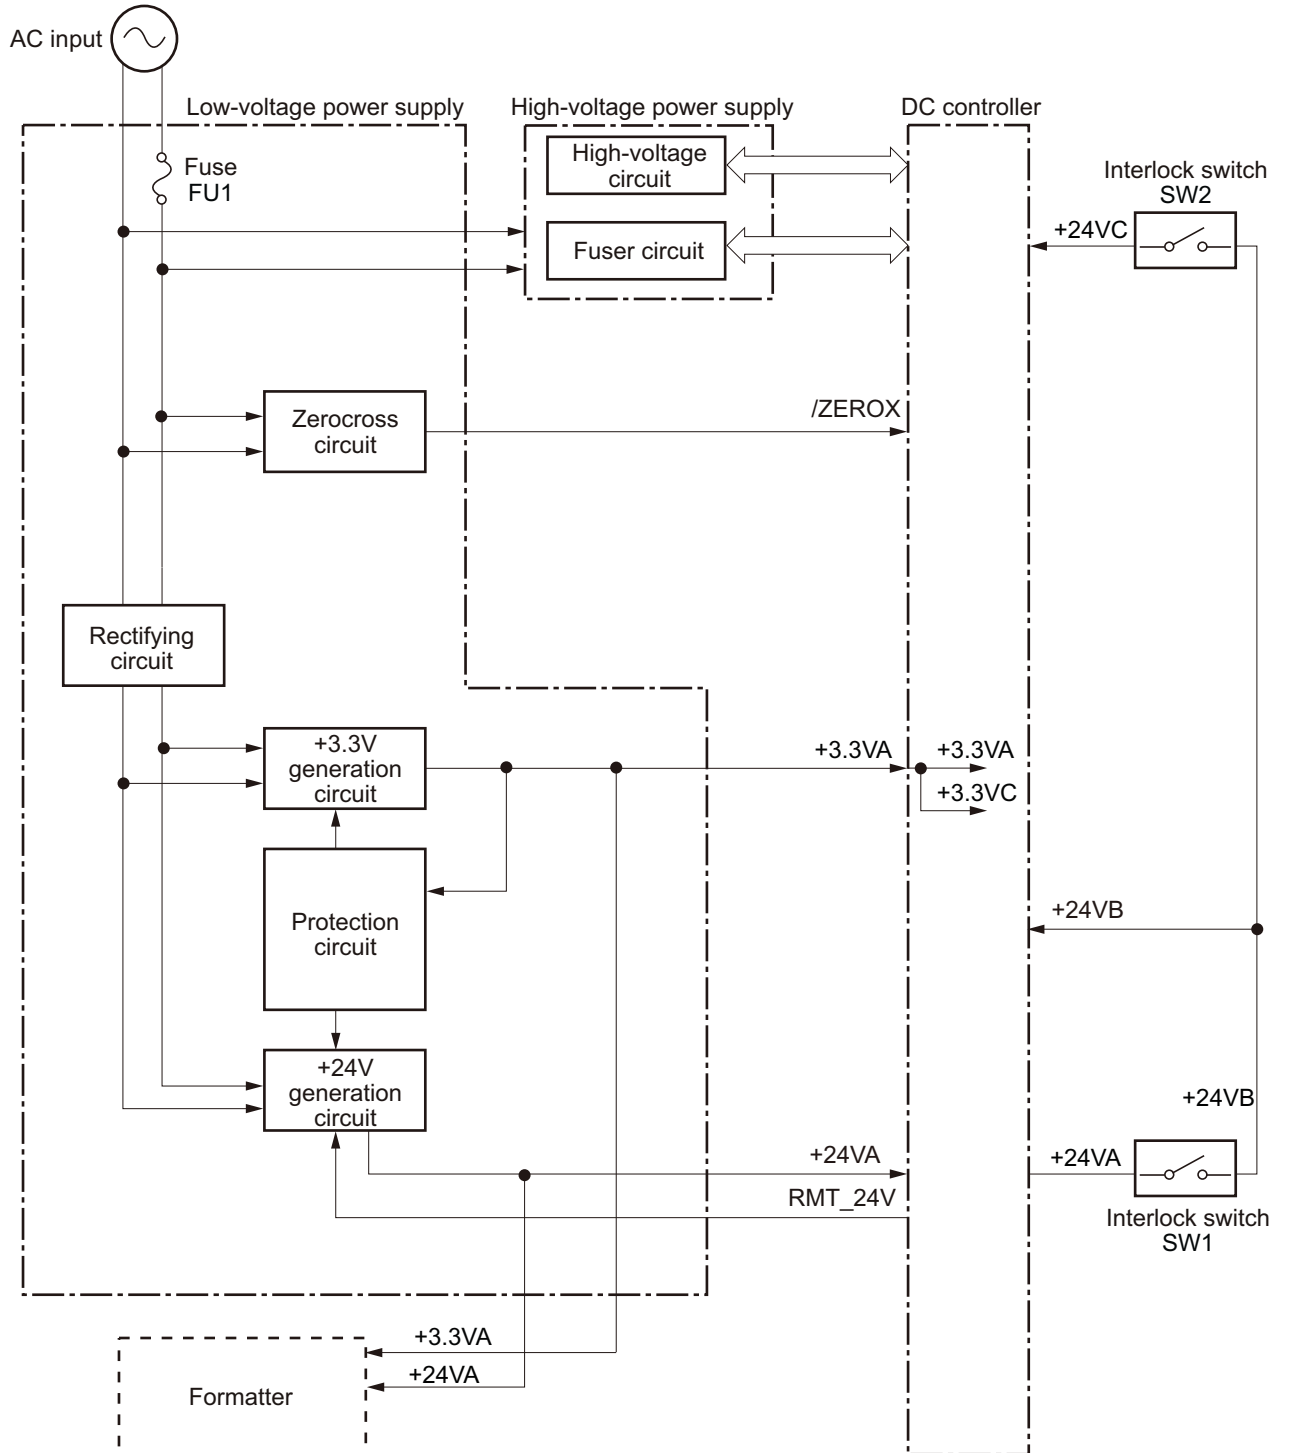 AC input
Low-voltage power supply
High-voltage power supply
DC controller
Fuse
FU1
High-voltage
circuit
Fuser circuit
Interlock switch
SW2
+24VC
Zerocross
circuit
/ZEROX
Rectifying
circuit
+3.3V
generation
circuit
+3.3VA
+3.3VA
+3.3VC
Protection
circuit
+24VB
+24V
generation
circuit
+24VB
+24VA
+24VA
RMT_24V
Interlock switch
SW1
+3.3VA
+24VA
Formatter